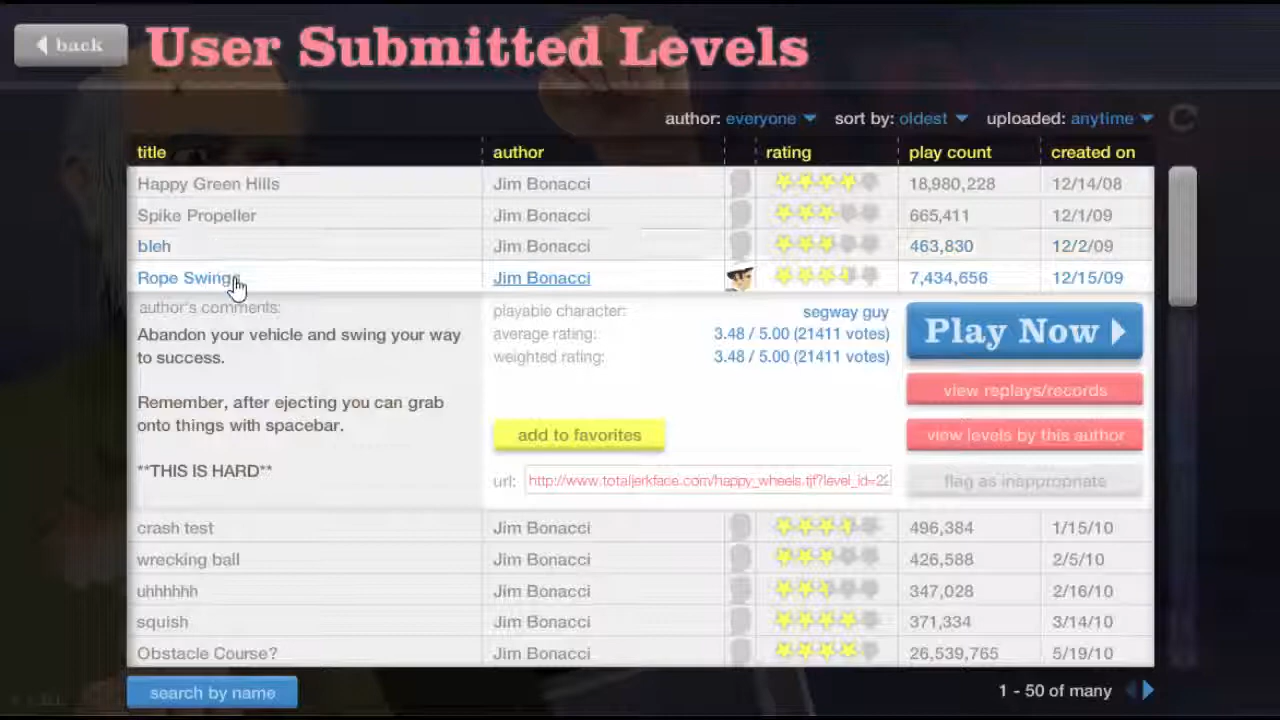 back
User Submitted Levels
author: everyone sort by: oldest uploaded: anytime
title author rating play count created on
Happy Green Hills Jim Bonacci 18,980,228 12/14/08
Spike Propeller Jim Bonacci 665,411 12/1/09
bleh Jim Bonacci 463,830 12/2/09
Rope Swings Jim Bonacci 7,434,656 12/15/09
author's comments:
Abandon your vehicle and swing your way
to success.
Remember, after ejecting you can grab
onto things with spacebar.
**THIS IS HARD**
playable character: segway guy
average rating: 3.48 / 5.00 (21411 votes)
weighted rating: 3.48 / 5.00 (21411 votes)
add to favorites
url: http://www.totaljerkface.com/happy_wheels.tjf?level_id=22
Play Now
view replays/records
view levels by this author
flag as inappropriate
crash test Jim Bonacci 496,384 1/15/10
wrecking ball Jim Bonacci 426,588 2/5/10
uhhhhhh Jim Bonacci 347,028 2/16/10
squish Jim Bonacci 371,334 3/14/10
Obstacle Course? Jim Bonacci 26,539,765 5/19/10
search by name
1 - 50 of many